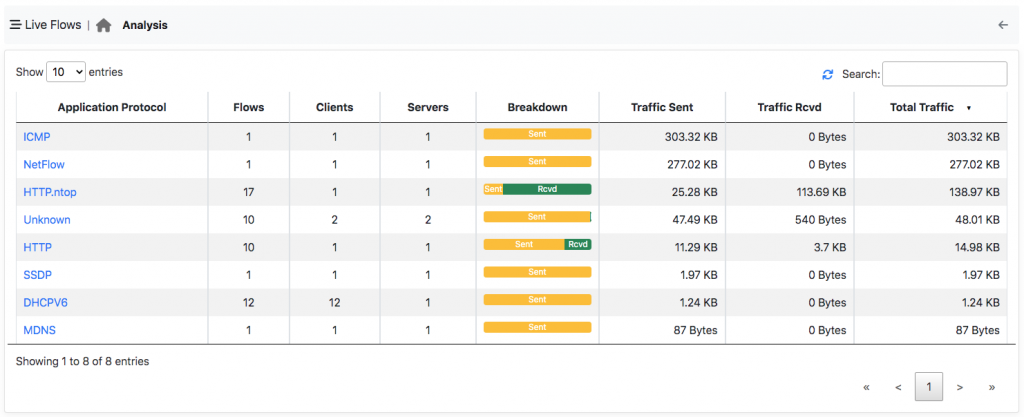 Live Flows | Analysis ←
Show 10 entries Search:
Application Protocol Flows Clients Servers Breakdown Traffic Sent Traffic Rcvd Total Traffic ▼
ICMP 1 1 1 Sent 303.32 KB 0 Bytes 303.32 KB
NetFlow 1 1 1 Sent 277.02 KB 0 Bytes 277.02 KB
HTTP.ntop 17 1 1 Sent Rcvd 25.28 KB 113.69 KB 138.97 KB
Unknown 10 2 2 Sent 47.49 KB 540 Bytes 48.01 KB
HTTP 10 1 1 Sent Rcvd 11.29 KB 3.7 KB 14.98 KB
SSDP 1 1 1 Sent 1.97 KB 0 Bytes 1.97 KB
DHCPV6 12 12 1 Sent 1.24 KB 0 Bytes 1.24 KB
MDNS 1 1 1 Sent 87 Bytes 0 Bytes 87 Bytes
Showing 1 to 8 of 8 entries
« < 1 > »